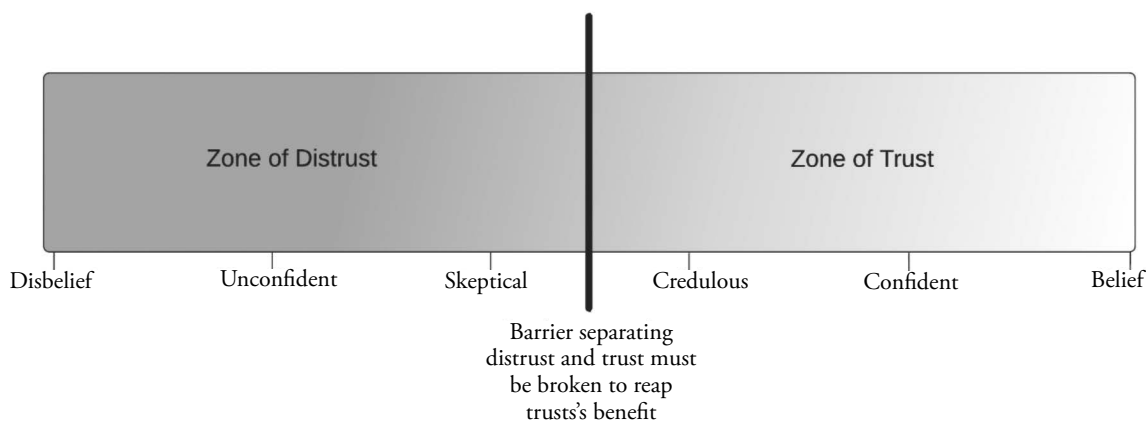 Zone of Distrust
Zone of Trust
Disbelief
Unconfident
Skeptical
Credulous
Confident
Belief
Barrier separating
distrust and trust must
be broken to reap
trusts's benefit